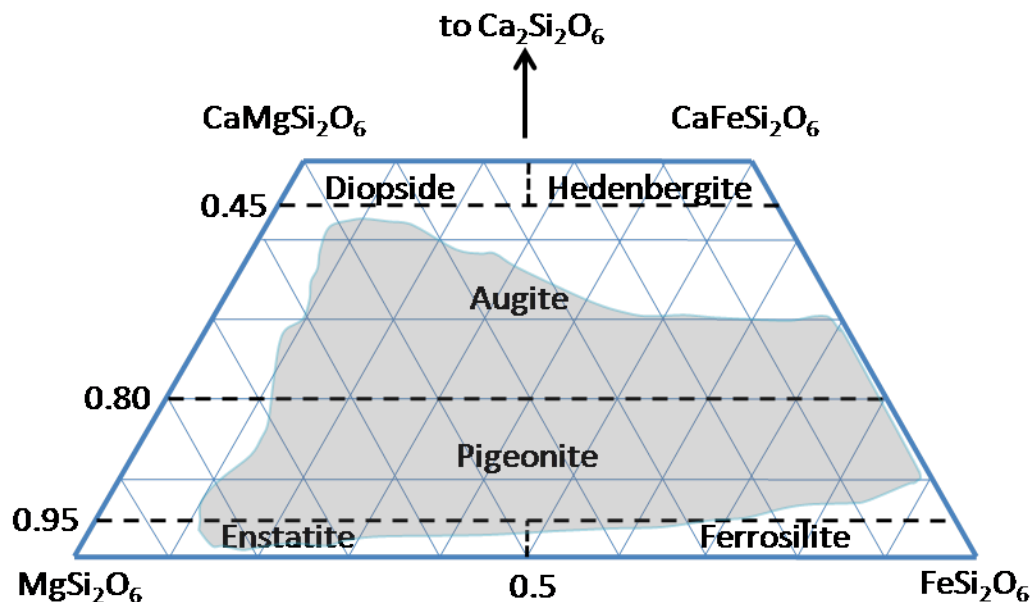 to Ca₂Si₂O₆
CaMgSi₂O₆ CaFeSi₂O₆
Diopside Hedenbergite
0.45
Augite
0.80
Pigeonite
0.95
Enstatite Ferrosilite
MgSi₂O₆ 0.5 FeSi₂O₆